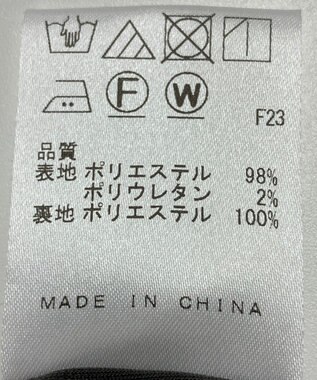 F W
F23
品質
表地 ポリエステル 98%
ポリウレタン 2%
裏地 ポリエステル 100%
MADE IN CHINA